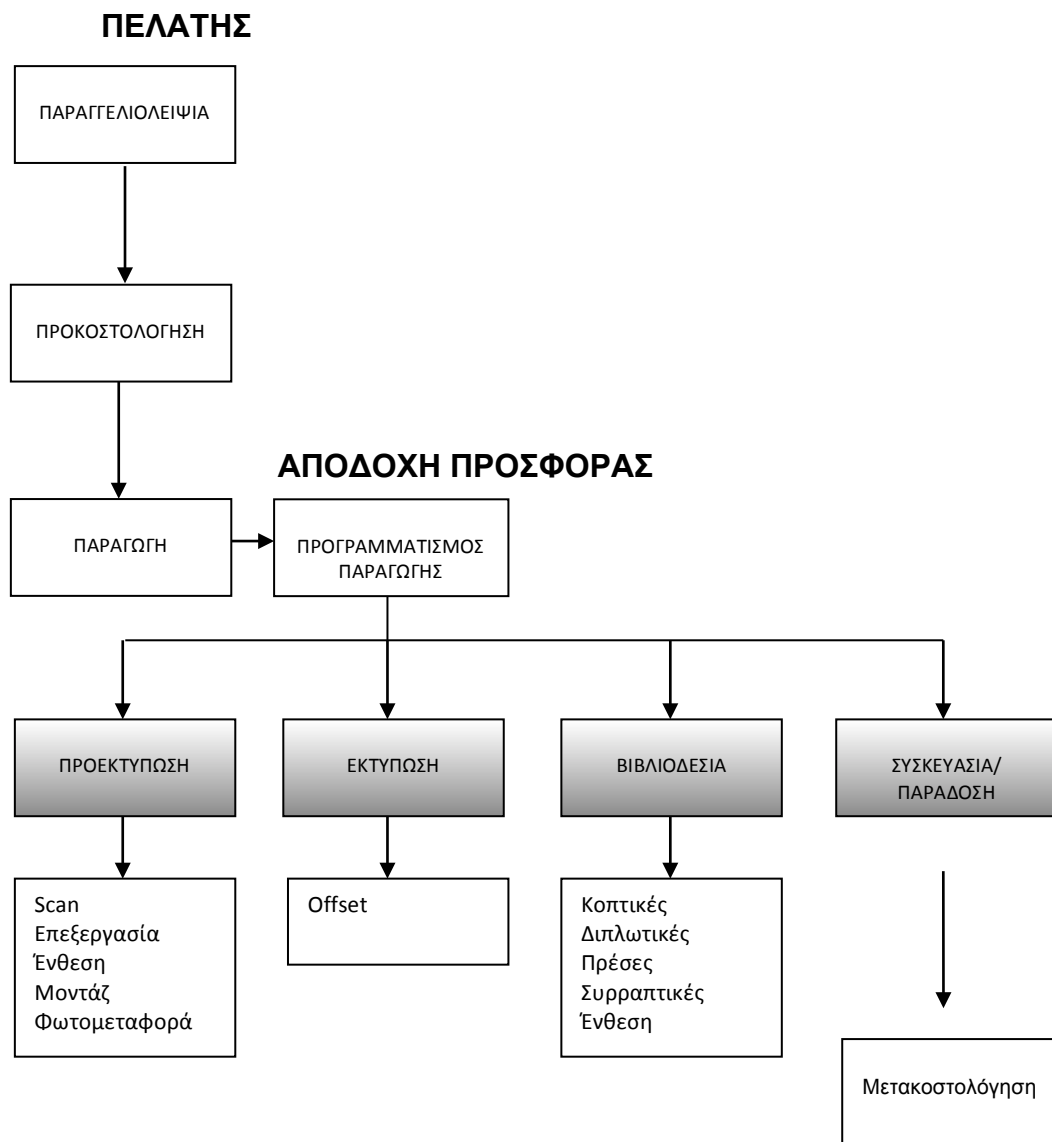 ΠΕΛΑΤΗΣ
ΠΑΡΑΓΓΕΛΙΟΛΕΙΨΙΑ
ΠΡΟΚΟΣΤΟΛΟΓΗΣΗ
ΑΠΟΔΟΧΗ ΠΡΟΣΦΟΡΑΣ
ΠΑΡΑΓΩΓΗ
ΠΡΟΓΡΑΜΜΑΤΙΣΜΟΣ
ΠΑΡΑΓΩΓΗΣ
ΠΡΟΕΚΤΥΠΩΣΗ
ΕΚΤΥΠΩΣΗ
ΒΙΒΛΙΟΔΕΣΙΑ
ΣΥΣΚΕΥΑΣΙΑ/
ΠΑΡΑΔΟΣΗ
Scan
Επεξεργασία
Ένθεση
Μοντάζ
Φωτομεταφορά
Offset
Κοπτικές
Διπλωτικές
Πρέσες
Συρραπτικές
Ένθεση
Μετακοστολόγηση